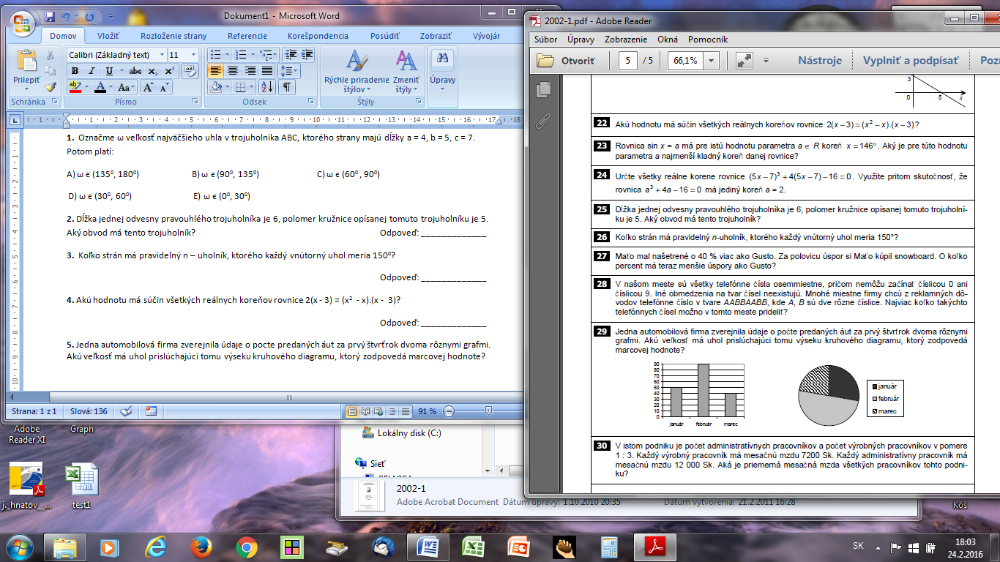 Dokument1 - Microsoft Word
Domov Vložiť Rozloženie strany Referencie Korešpondencia Posúdiť Zobraziť Vývojár
Calibri (Základný text) 11
Prilepiť
Rýchle priradenie štýlov
Zmeniť štýly
Úpravy
Schránka Písmo Odsek Štýly
1. Označme ω veľkosť najväčšieho uhla v trojuholníka ABC, ktorého strany majú dĺžky a = 4, b = 5, c = 7.
Potom platí:
A) ω ϵ (135⁰, 180⁰) B) ω ϵ (90⁰, 135⁰) C) ω ϵ (60⁰ , 90⁰)
D) ω ϵ (30⁰, 60⁰) E) ω ϵ (0⁰, 30⁰)
2. Dĺžka jednej odvesny pravouhlého trojuholníka je 6, polomer kružnice opísanej tomuto trojuholníku je 5.
Aký obvod má tento trojuholník? Odpoveď: _____________
3. Koľko strán má pravidelný n – uholník, ktorého každý vnútorný uhol meria 150⁰?
Odpoveď: _____________
4. Akú hodnotu má súčin všetkých reálnych koreňov rovnice 2(x - 3) = (x² - x).(x - 3)?
Odpoveď: _____________
5. Jedna automobilová firma zverejnila údaje o pocte predaných áut za prvý štvrťrok dvoma rôznymi grafmi.
Akú veľkosť má uhol prislúchajúci tomu výseku kruhového diagramu, ktorý zodpovedá marcovej hodnote?
Strana: 1 z 1 Slová: 136 91 %
2002-1.pdf - Adobe Reader
Súbor Úpravy Zobrazenie Okná Pomocník
Otvoriť 5 / 5 66,1% Nástroje Vyplniť a podpísať
3
0 5 x
22 Akú hodnotu má súčin všetkých reálnych koreňov rovnice 2(x − 3) = (x² − x).(x − 3)?
23 Rovnica sin x = a má pre istú hodnotu parametra a ∈ R koreň x = 146°. Aký je pre túto hodnotu
parametra a najmenší kladný koreň danej rovnice?
24 Určte všetky reálne korene rovnice (5x − 7)³ + 4(5x − 7) − 16 = 0. Využite pritom skutočnosť, že
rovnica a³ + 4a − 16 = 0 má jediný koreň a = 2.
25 Dĺžka jednej odvesny pravouhlého trojuholníka je 6, polomer kružnice opísanej tomuto trojuholní-
ku je 5. Aký obvod má tento trojuholník?
26 Koľko strán má pravidelný n-uholník, ktorého každý vnútorný uhol meria 150°?
27 Maťo mal našetrené o 40 % viac ako Gusto. Za polovicu úspor si Maťo kúpil snowboard. O koľko
percent má teraz menšie úspory ako Gusto?
28 V našom meste sú všetky telefónne čísla osemmiestne, pričom nemôžu začínať číslicou 0 ani
číslicou 9. Iné obmedzenia na tvar čísel neexistujú. Mnohé miestne firmy chcú z reklamných dô-
vodov telefónne číslo v tvare AABBAABB, kde A, B sú dve rôzne číslice. Najviac koľko takýchto
telefónnych čísel možno v tomto meste prideliť?
29 Jedna automobilová firma zverejnila údaje o počte predaných áut za prvý štvrťrok dvoma rôznymi
grafmi. Akú veľkosť má uhol prislúchajúci tomu výseku kruhového diagramu, ktorý zodpovedá
marcovej hodnote?
90
80
70
60
50
40
30
20
10
0
január február marec
január
február
marec
30 V istom podniku je počet administratívnych pracovníkov a počet výrobných pracovníkov v pomere
1 : 3. Každý výrobný pracovník má mesačnú mzdu 7200 Sk. Každý administratívny pracovník má
mesačnú mzdu 12 000 Sk. Aká je priemerná mesačná mzda všetkých pracovníkov tohto podni-
ku?
Adobe Reader XI
Graph
j._hnatov__...
test1
Lokálny disk (C:)
Sieť
2002-1
Adobe Acrobat Document Dátum úpravy: 1.10.2010 20:35 Dátum vytvorenia: 21.2.2011 16:28
Kôš
SK
18:03
24.2.2016